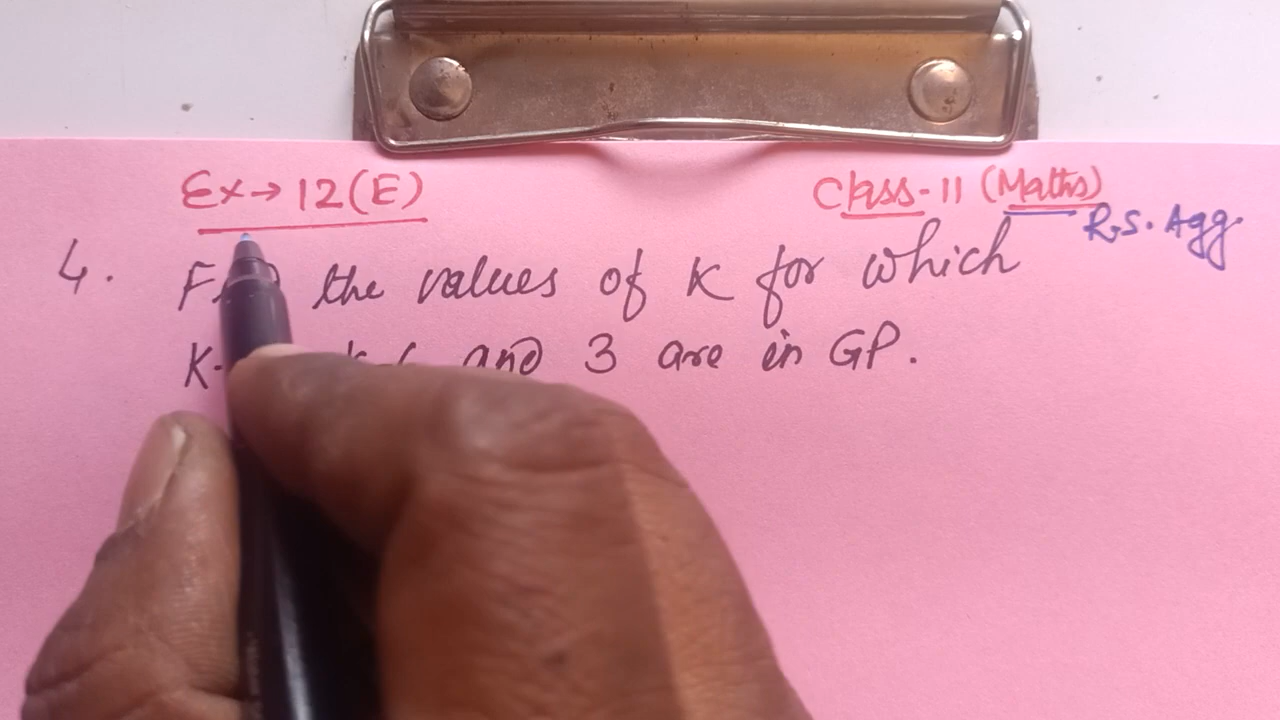 Ex→12(E)
Class-11 (Maths)
R.S. Agg.
4.
the values of K for which
and 3 are in GP.